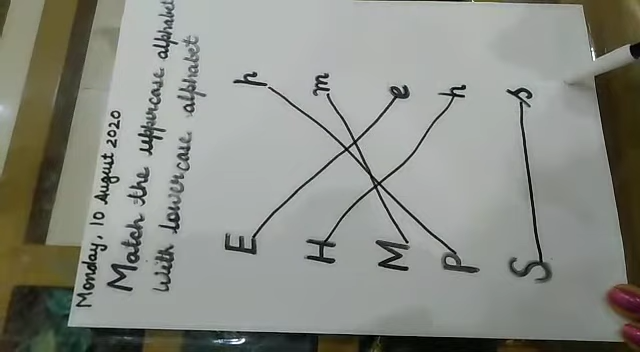 Monday, 10 August 2020
Match the uppercase alphabet
With lowercase alphabet
E p
H m
M e
P h
S s